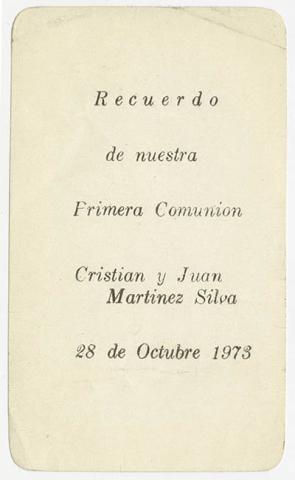 Recuerdo
de nuestra
Primera Comunion
Cristian y Juan
Martinez Silva
28 de Octubre 1973